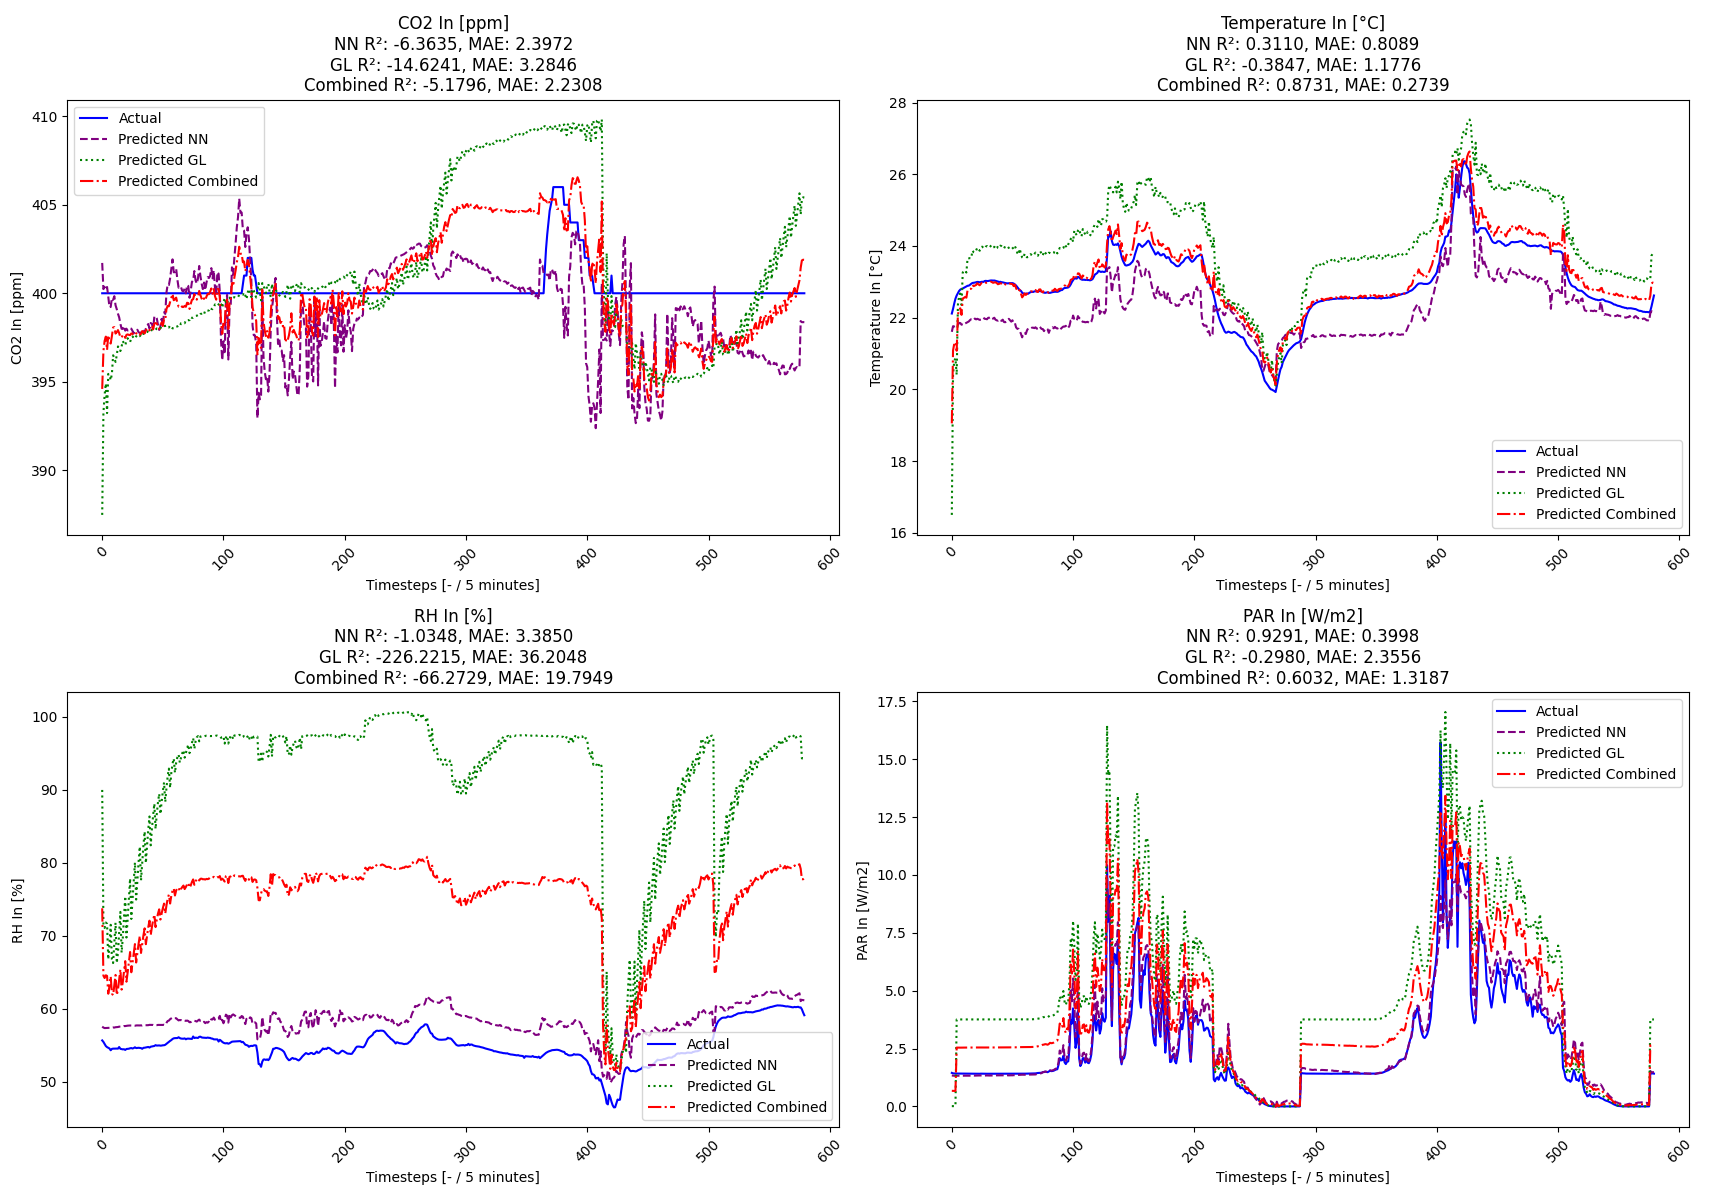 CO2 In [ppm]
NN R²: -6.3635, MAE: 2.3972
GL R²: -14.6241, MAE: 3.2846
Combined R²: -5.1796, MAE: 2.2308
410
405
400
395
390
CO2 In [ppm]
Actual
Predicted NN
Predicted GL
Predicted Combined
0
100
200
300
400
500
600
Timesteps [- / 5 minutes]
Temperature In [°C]
NN R²: 0.3110, MAE: 0.8089
GL R²: -0.3847, MAE: 1.1776
Combined R²: 0.8731, MAE: 0.2739
28
26
24
22
20
18
16
Temperature In [°C]
Actual
Predicted NN
Predicted GL
Predicted Combined
0
100
200
300
400
500
600
Timesteps [- / 5 minutes]
RH In [%]
NN R²: -1.0348, MAE: 3.3850
GL R²: -226.2215, MAE: 36.2048
Combined R²: -66.2729, MAE: 19.7949
100
90
80
70
60
50
RH In [%]
Actual
Predicted NN
Predicted GL
Predicted Combined
0
100
200
300
400
500
600
Timesteps [- / 5 minutes]
PAR In [W/m2]
NN R²: 0.9291, MAE: 0.3998
GL R²: -0.2980, MAE: 2.3556
Combined R²: 0.6032, MAE: 1.3187
17.5
15.0
12.5
10.0
7.5
5.0
2.5
0.0
PAR In [W/m2]
Actual
Predicted NN
Predicted GL
Predicted Combined
0
100
200
300
400
500
600
Timesteps [- / 5 minutes]